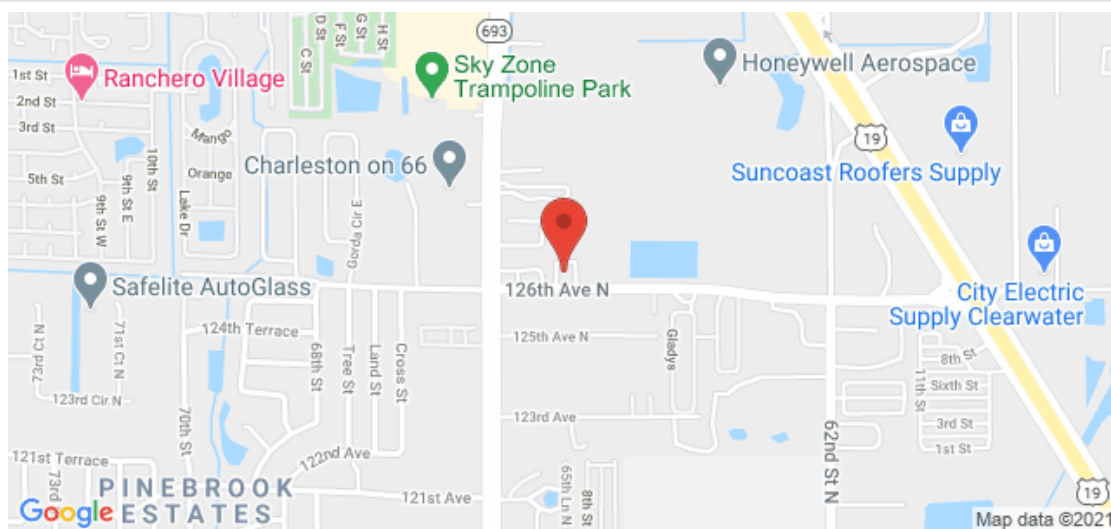 693
D St
F St
G St
H St
C St
Sky Zone
Trampoline Park
Honeywell Aerospace
1st St
Ranchero Village
2nd St
3rd St
Mango
10th St
19
Suncoast Roofers Supply
Charleston on 66
Orange
5th St
9th St W
9th St E
Lake Dr
Gorda Cir E
Safelite AutoGlass
126th Ave N
City Electric
Supply Clearwater
124th Terrace
125th Ave N
73rd Ct N
71st Ct N
68th St
Tree St
Land St
Cross St
Gladys
8th St
11th St
Sixth St
123rd Cir N
70th St
123rd Ave
3rd St
1st St
62nd St N
121st Terrace
122nd Ave
73rd
PINEBROOK
ESTATES
121st Ave
65th Ln N
8th St
19
Google
Map data ©2021